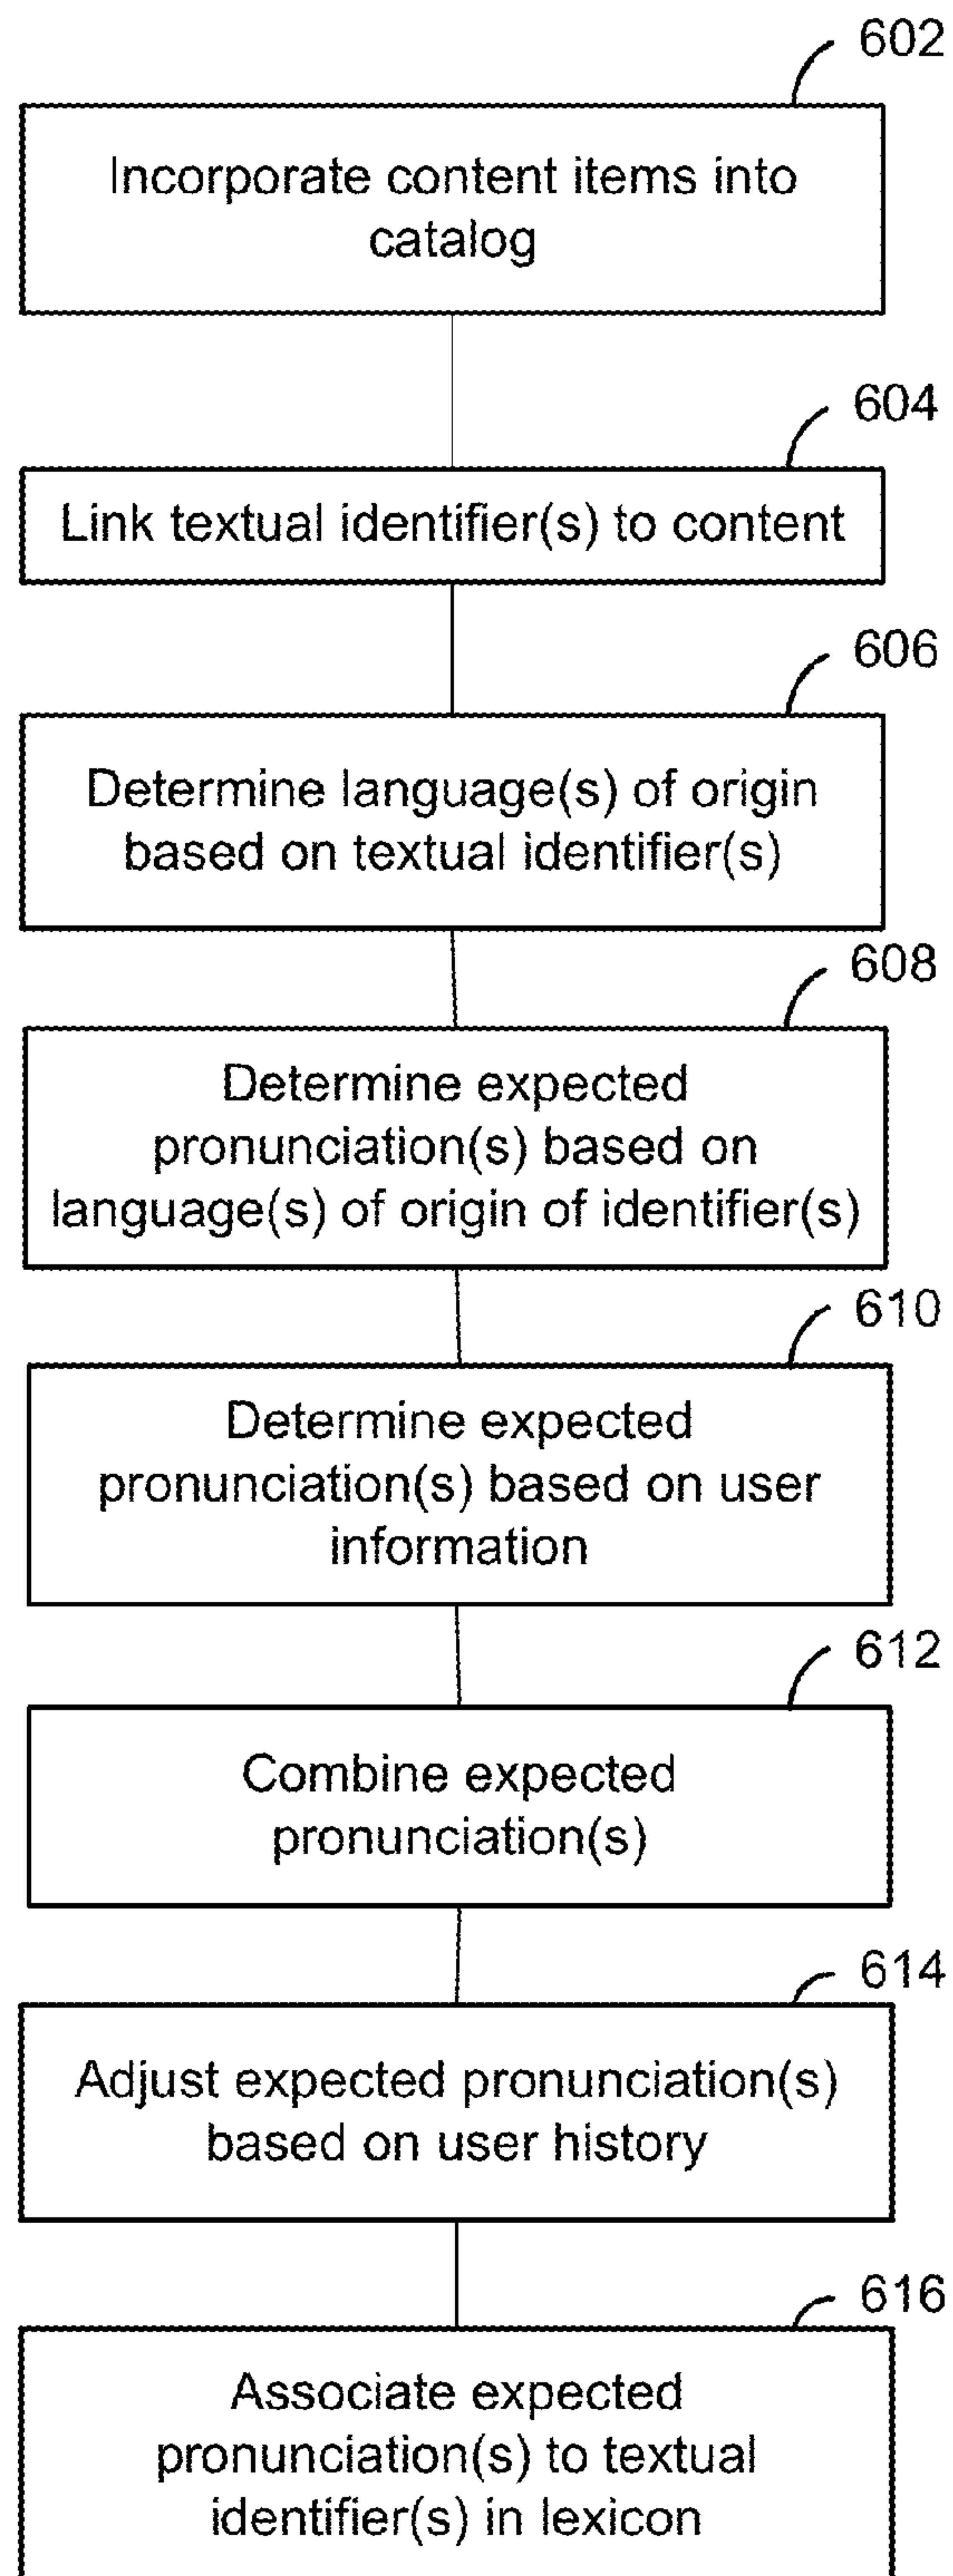 602
Incorporate content items into
catalog
604
Link textual identifier(s) to content
606
Determine language(s) of origin
based on textual identifier(s)
608
Determine expected
pronunciation(s) based on
language(s) of origin of identifier(s)
610
Determine expected
pronunciation(s) based on user
information
612
Combine expected
pronunciation(s)
614
Adjust expected pronunciation(s)
based on user history
616
Associate expected
pronunciation(s) to textual
identifier(s) in lexicon